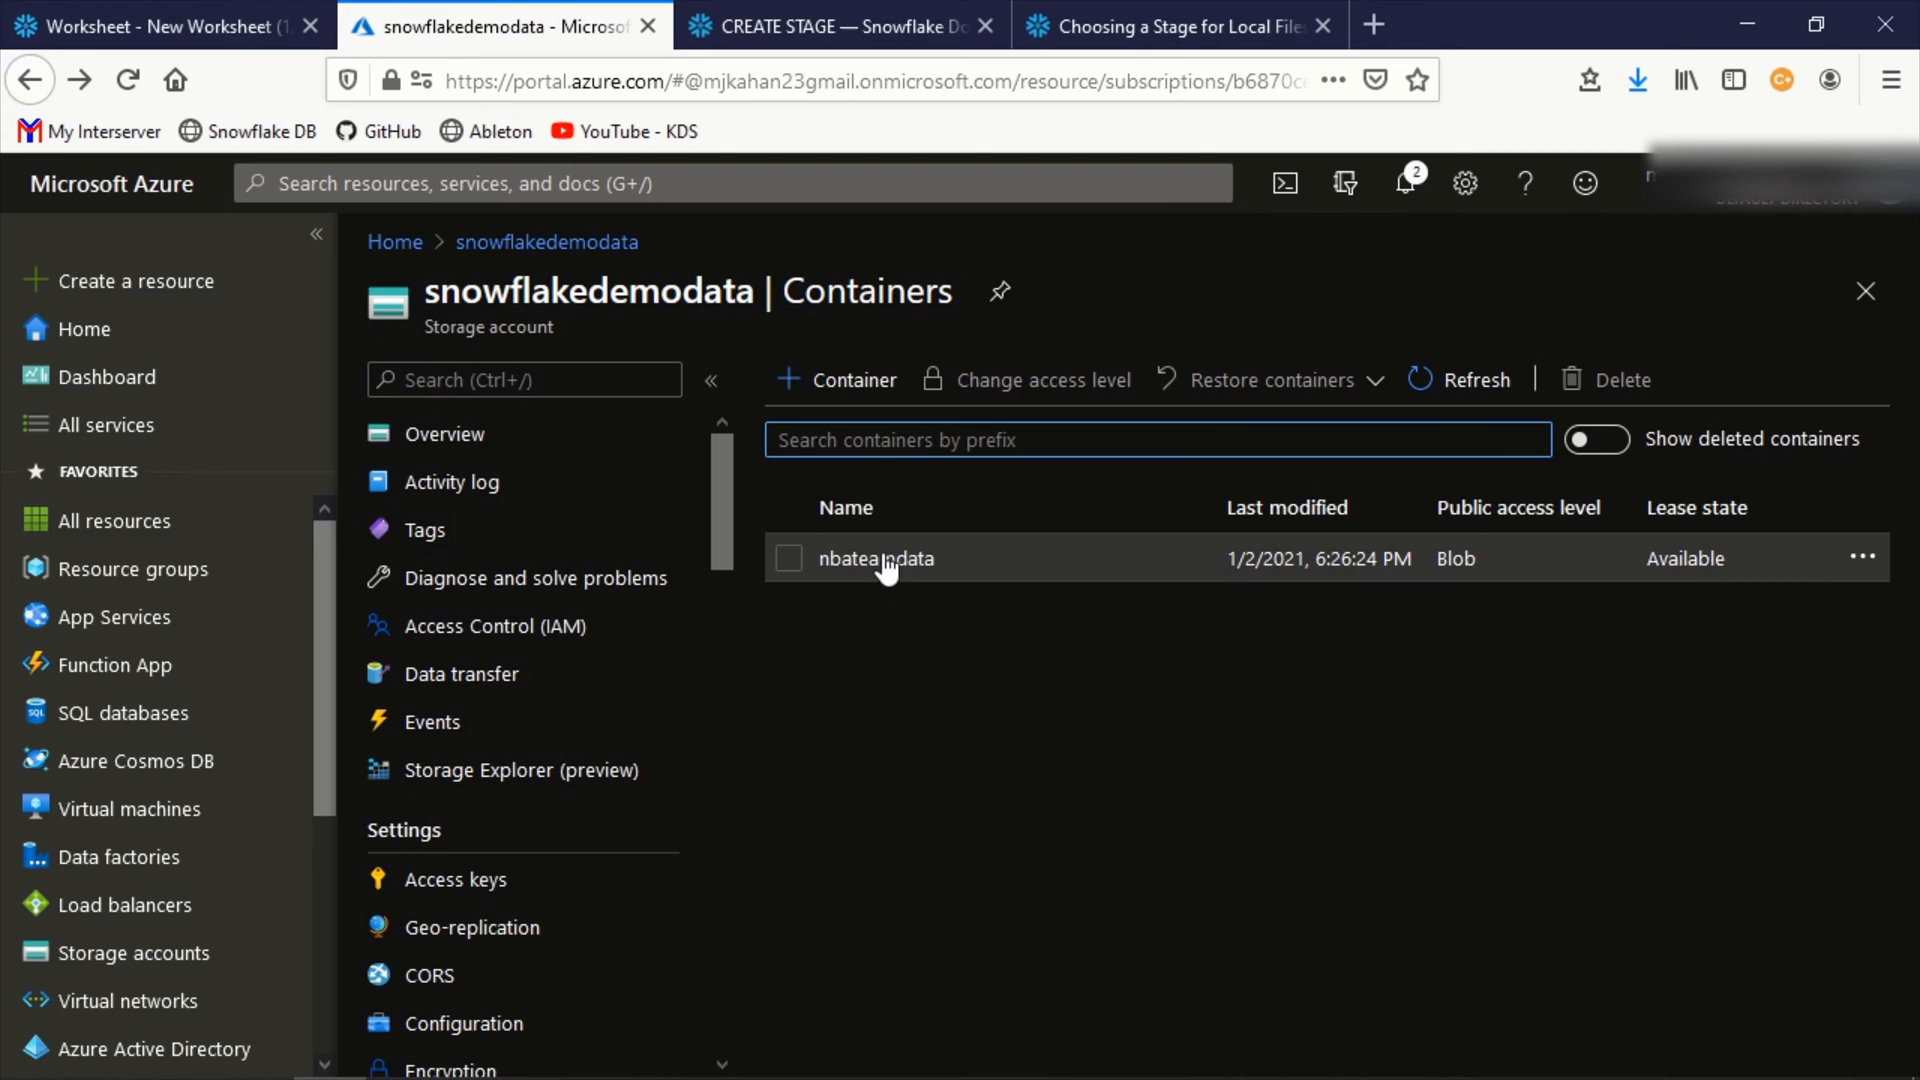 Worksheet - New Worksheet (1
snowflakedemodata - Microsof
CREATE STAGE — Snowflake Do
Choosing a Stage for Local File
https://portal.azure.com/#@mjkahan23gmail.onmicrosoft.com/resource/subscriptions/b6870ce
My Interserver
Snowflake DB
GitHub
Ableton
YouTube - KDS
Microsoft Azure
Search resources, services, and docs (G+/)
2
DEFAULT DIRECTORY
Home > snowflakedemodata
snowflakedemodata | Containers
Storage account
Create a resource
Home
Dashboard
All services
FAVORITES
All resources
Resource groups
App Services
Function App
SQL databases
Azure Cosmos DB
Virtual machines
Data factories
Load balancers
Storage accounts
Virtual networks
Azure Active Directory
Search (Ctrl+/)
Overview
Activity log
Tags
Diagnose and solve problems
Access Control (IAM)
Data transfer
Events
Storage Explorer (preview)
Settings
Access keys
Geo-replication
CORS
Configuration
Encryption
Container
Change access level
Restore containers
Refresh
Delete
Search containers by prefix
Show deleted containers
Name Last modified Public access level Lease state
nbateamdata 1/2/2021, 6:26:24 PM Blob Available